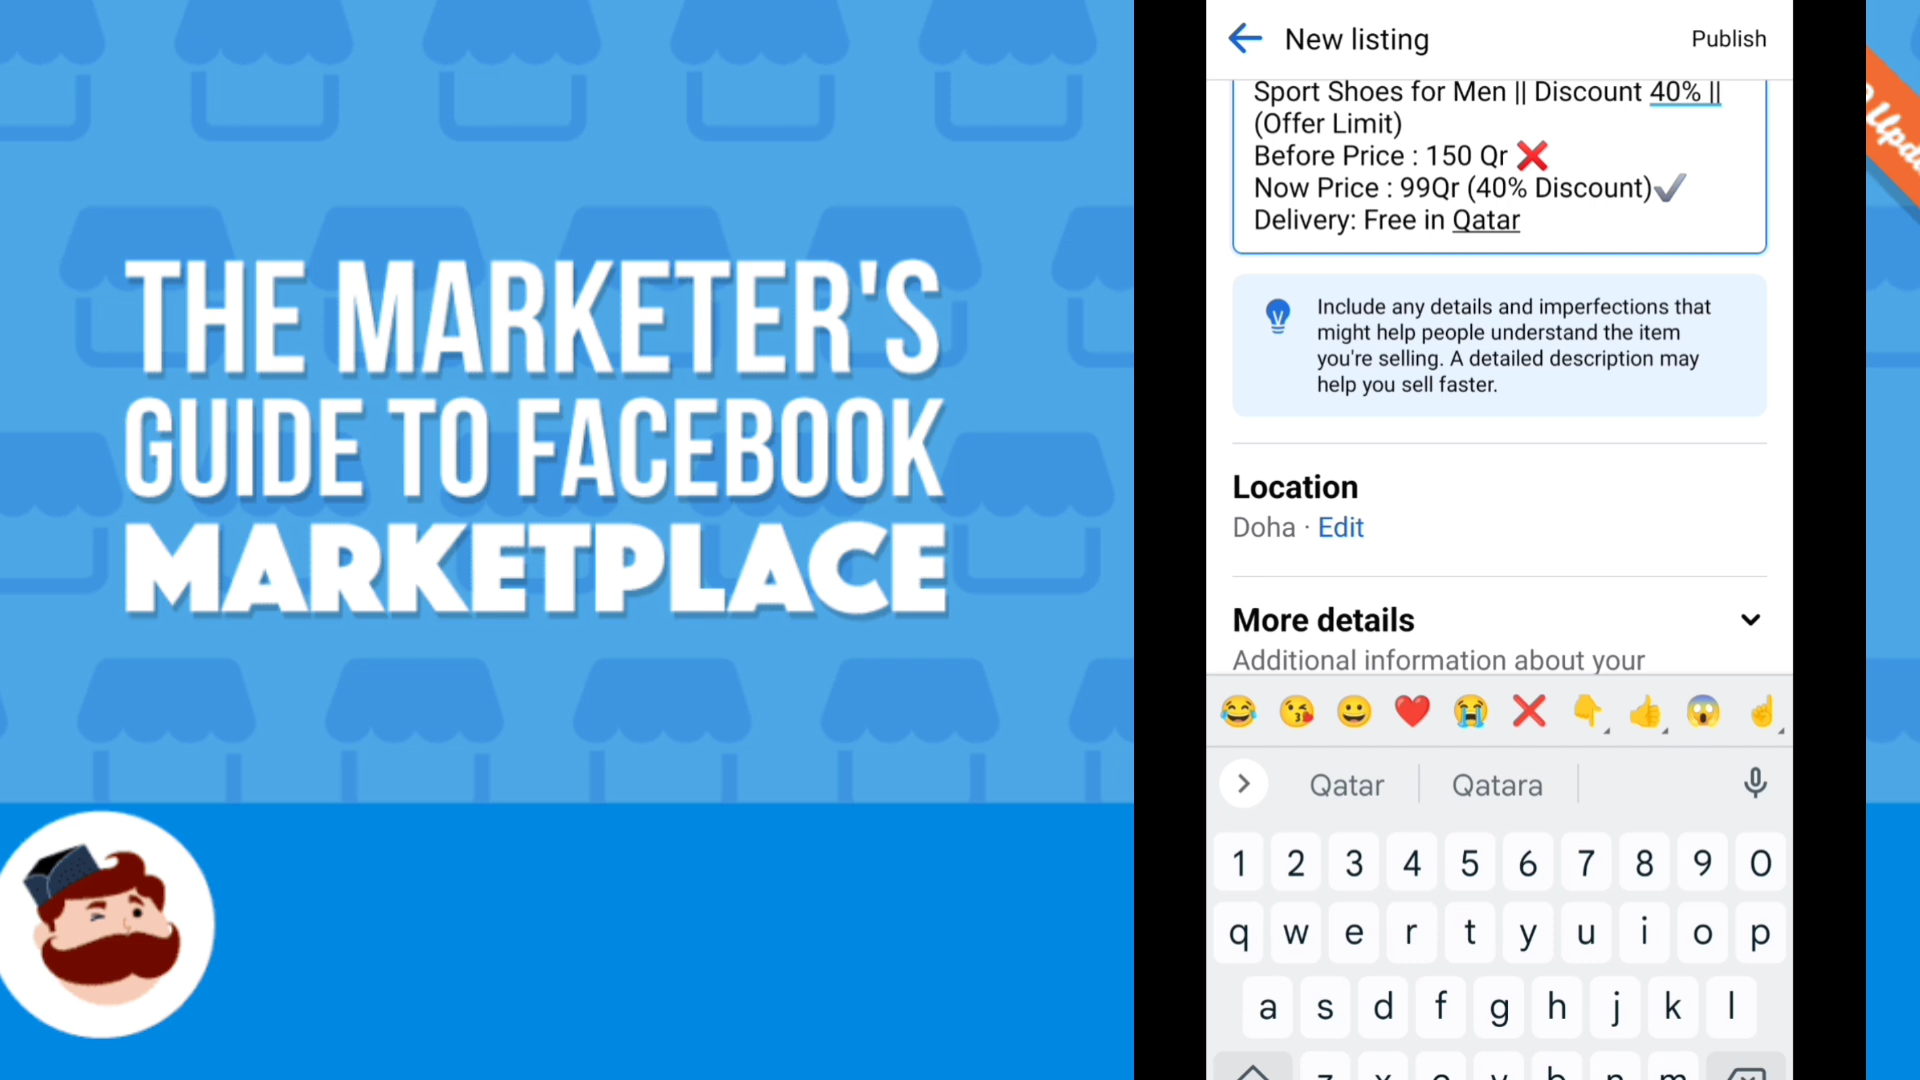 THE MARKETER'S
GUIDE TO FACEBOOK
MARKETPLACE
New listing
Publish
Sport Shoes for Men || Discount 40% ||
(Offer Limit)
Before Price : 150 Qr ❌
Now Price : 99Qr (40% Discount)✔️
Delivery: Free in Qatar
Include any details and imperfections that
might help people understand the item
you're selling. A detailed description may
help you sell faster.
Location
Doha · Edit
More details
Additional information about your
😂 😘 😀 ❤️ 😭 ❌ 👇 👍 😱 ☝️
Qatar Qatara
1 2 3 4 5 6 7 8 9 0
q w e r t y u i o p
a s d f g h j k l
z x c v b n m